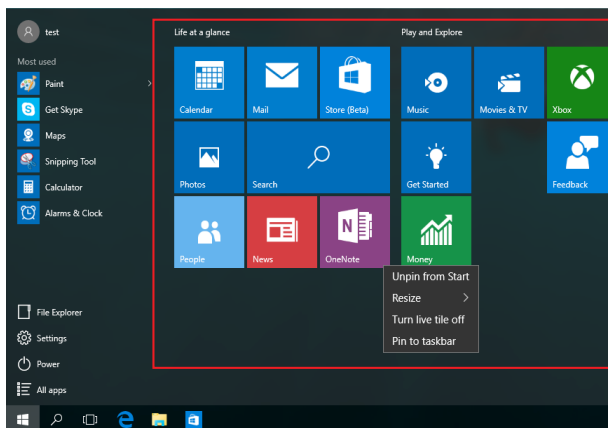 test
Most used
Paint
Get Skype
Maps
Snipping Tool
Calculator
Alarms & Clock
File Explorer
Settings
Power
All apps
Life at a glance
Calendar
Mail
Store (Beta)
Photos
Search
People
News
OneNote
Play and Explore
Music
Movies & TV
Xbox
Get Started
Feedback
Money
Unpin from Start
Resize
Turn live tile off
Pin to taskbar